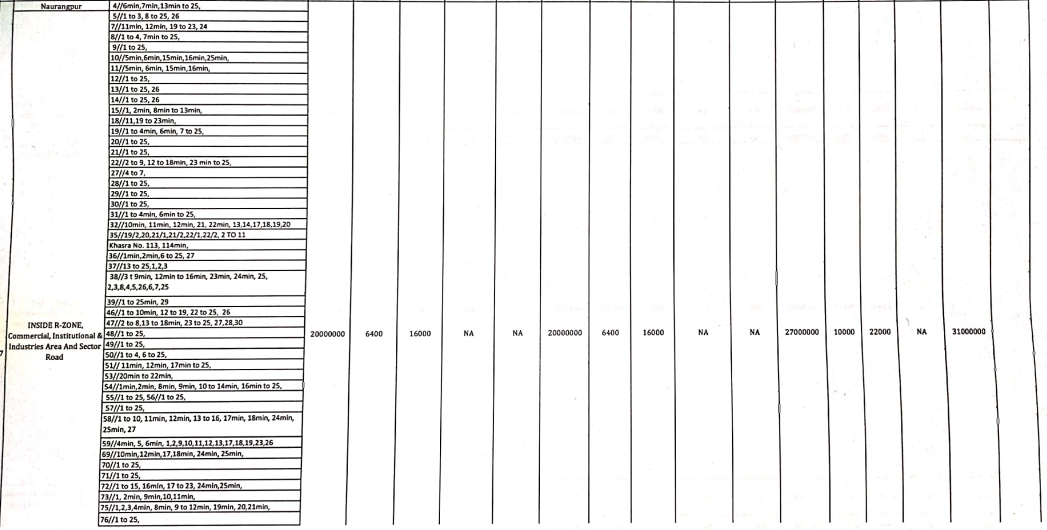 Naurangpur
4//6min,7min,13min to 25,
5//1 to 3, 8 to 25, 26
7//11min, 12min, 19 to 23, 24
8//1 to 4, 7min to 25,
9//1 to 25,
10//5min,6min,15min,16min,25min,
11//5min, 6min, 15min,16min,
12//1 to 25,
13//1 to 25, 26
14//1 to 25, 26
15//1, 2min, 8min to 13min,
18//11,19 to 23min,
19//1 to 4min, 6min, 7 to 25,
20//1 to 25,
21//1 to 25,
22//2 to 9, 12 to 18min, 23 min to 25,
27//4 to 7,
28//1 to 25,
29//1 to 25,
30//1 to 25,
31//1 to 4min, 6min to 25,
32//10min, 11min, 12min, 21, 22min, 13,14,17,18,19,20
35//19/2,20,21/1,21/2,22/1,22/2, 2 TO 11
Khasra No. 113, 114min,
36//1min,2min,6 to 25, 27
37//13 to 25,1,2,3
38//3 t 9min, 12min to 16min, 23min, 24min, 25,
2,3,8,4,5,26,6,7,25
39//1 to 25min, 29
46//1 to 10min, 12 to 19, 22 to 25, 26
47//2 to 8,13 to 18min, 23 to 25, 27,28,30
INSIDE R-ZONE,
Commercial, Institutional &
Industries Area And Sector
Road
48//1 to 25,
20000000 6400 16000 NA NA 20000000 6400 16000 NA NA 27000000 10000 22000 NA 31000000
49//1 to 25,
50//1 to 4, 6 to 25,
51// 11min, 12min, 17min to 25,
53//20min to 22min,
54//1min,2min, 8min, 9min, 10 to 14min, 16min to 25,
55//1 to 25, 56//1 to 25,
57//1 to 25,
58//1 to 10, 11min, 12min, 13 to 16, 17min, 18min, 24min,
25min, 27
59//4min, 5, 6min, 1,2,9,10,11,12,13,17,18,19,23,26
69//10min,12min,17,18min, 24min, 25min,
70//1 to 25,
71//1 to 25,
72//1 to 15, 16min, 17 to 23, 24min,25min,
73//1, 2min, 9min,10,11min,
75//1,2,3,4min, 8min, 9 to 12min, 19min, 20,21min,
76//1 to 25,